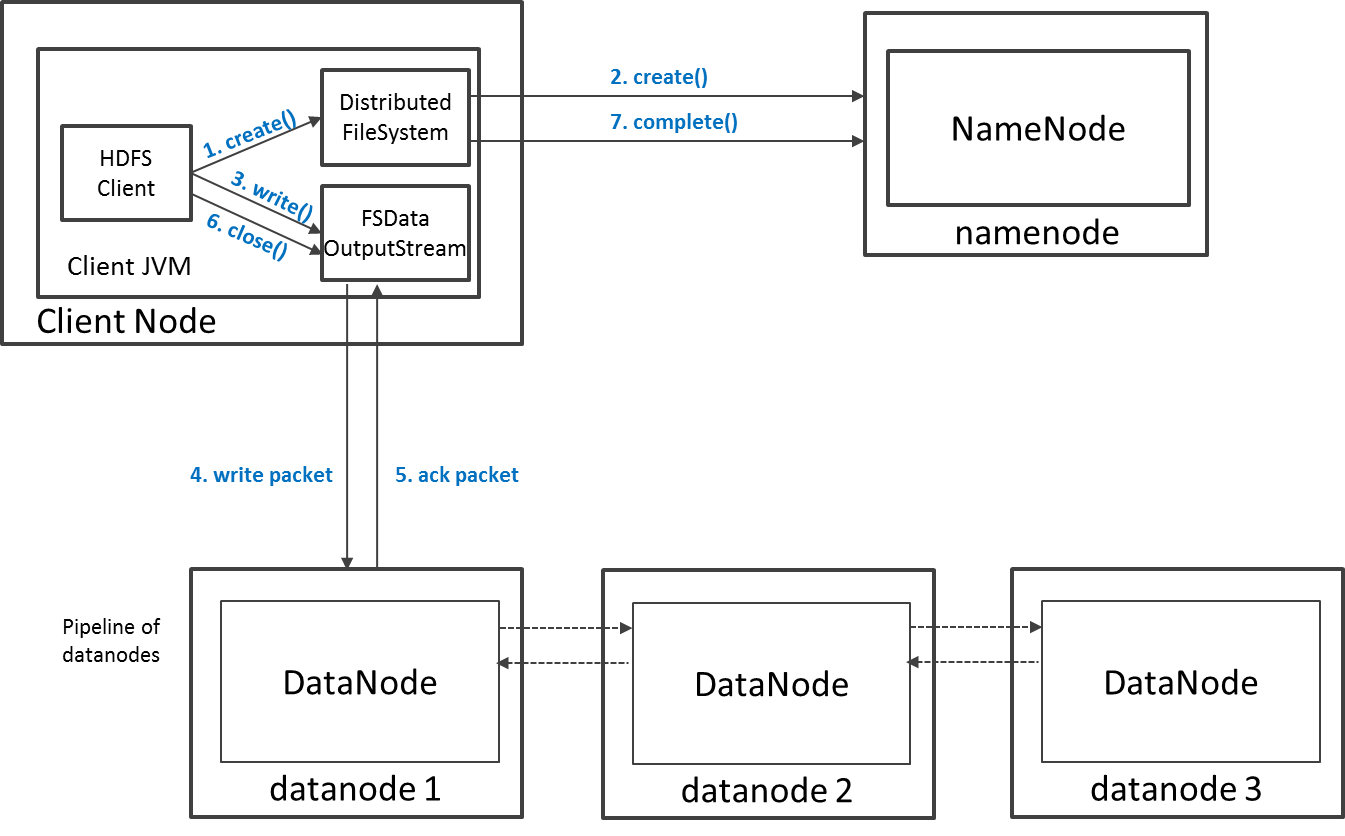 Distributed
FileSystem
2. create()
7. complete()
NameNode
namenode
HDFS
Client
1. create()
3. write()
6. close()
FSData
OutputStream
Client JVM
Client Node
4. write packet
5. ack packet
Pipeline of
datanodes
DataNode
datanode 1
DataNode
datanode 2
DataNode
datanode 3